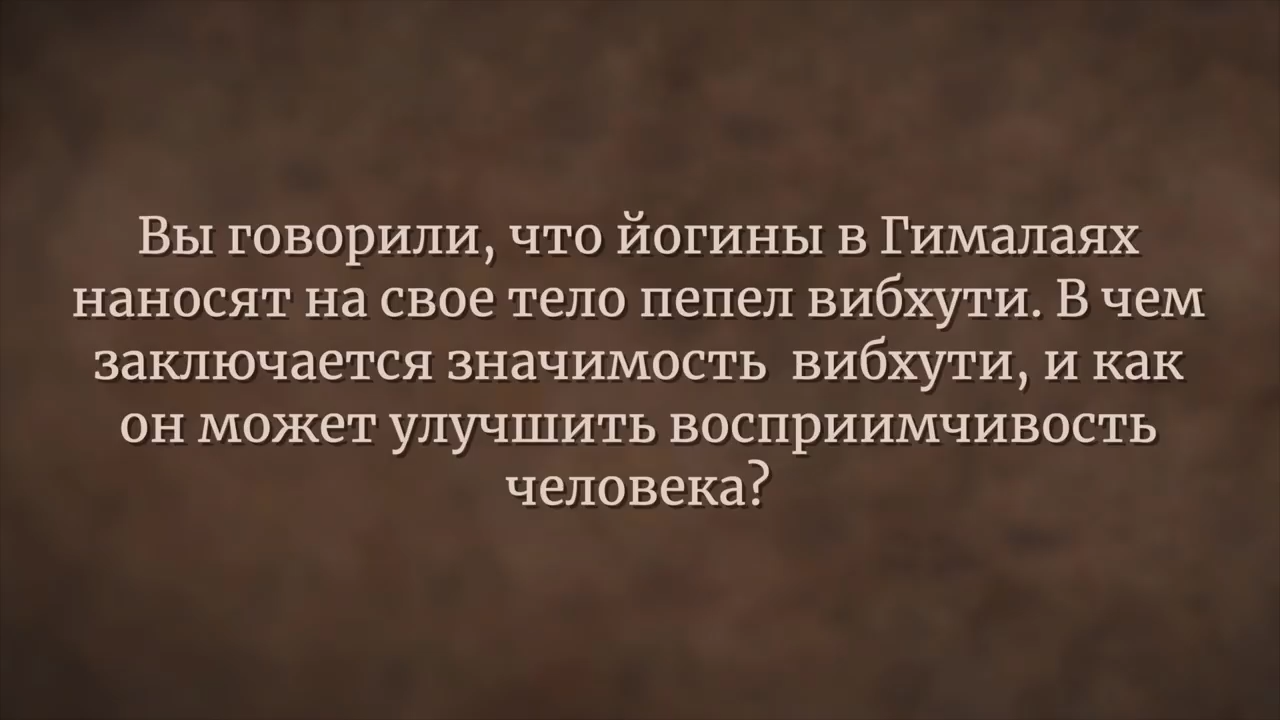 Вы говорили, что йогины в Гималаях
наносят на свое тело пепел вибхути. В чем
заключается значимость  вибхути, и как
он может улучшить восприимчивость
человека?